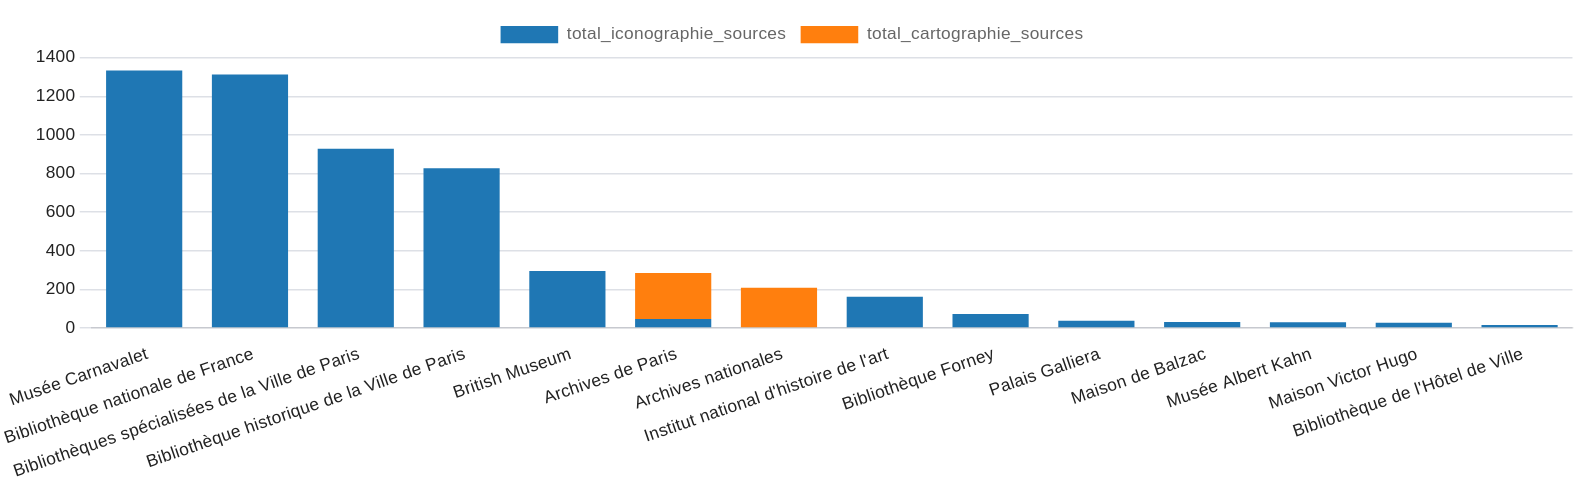 total_iconographie_sources total_cartographie_sources
1400
1200
1000
800
600
400
200
0
Musée Carnavalet
Bibliothèque nationale de France
Bibliothèques spécialisées de la Ville de Paris
Bibliothèque historique de la Ville de Paris
British Museum
Archives de Paris
Archives nationales
Institut national d'histoire de l'art
Bibliothèque Forney
Palais Galliera
Maison de Balzac
Musée Albert Kahn
Maison Victor Hugo
Bibliothèque de l'Hôtel de Ville